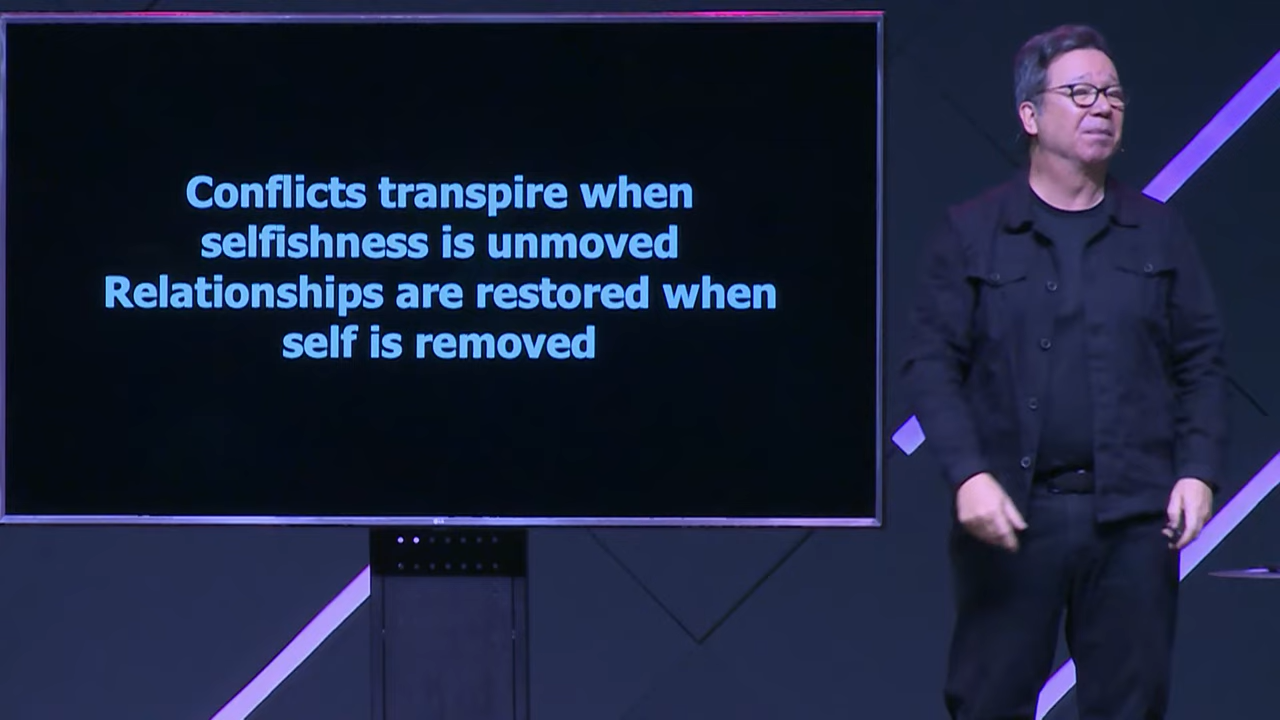 Conflicts transpire when
selfishness is unmoved
Relationships are restored when
self is removed